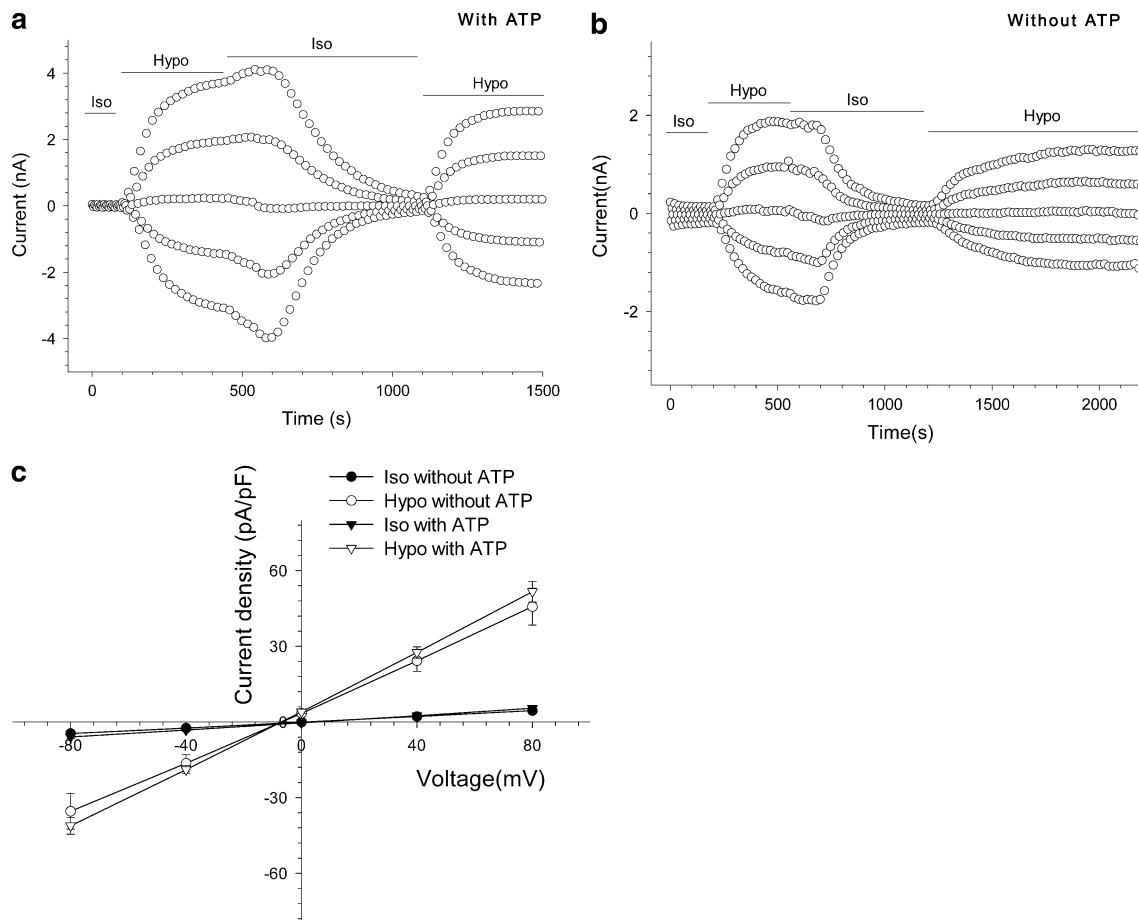 a
With ATP
Iso
Hypo
Iso
Hypo
Current (nA)
4
2
0
-2
-4
0
500
1000
1500
Time (s)
b
Without ATP
Iso
Hypo
Iso
Hypo
Current(nA)
2
0
-2
0
500
1000
1500
2000
Time(s)
c
Iso without ATP
Hypo without ATP
Iso with ATP
Hypo with ATP
Current density (pA/pF)
60
30
-30
-60
-80
-40
0
40
80
Voltage(mV)